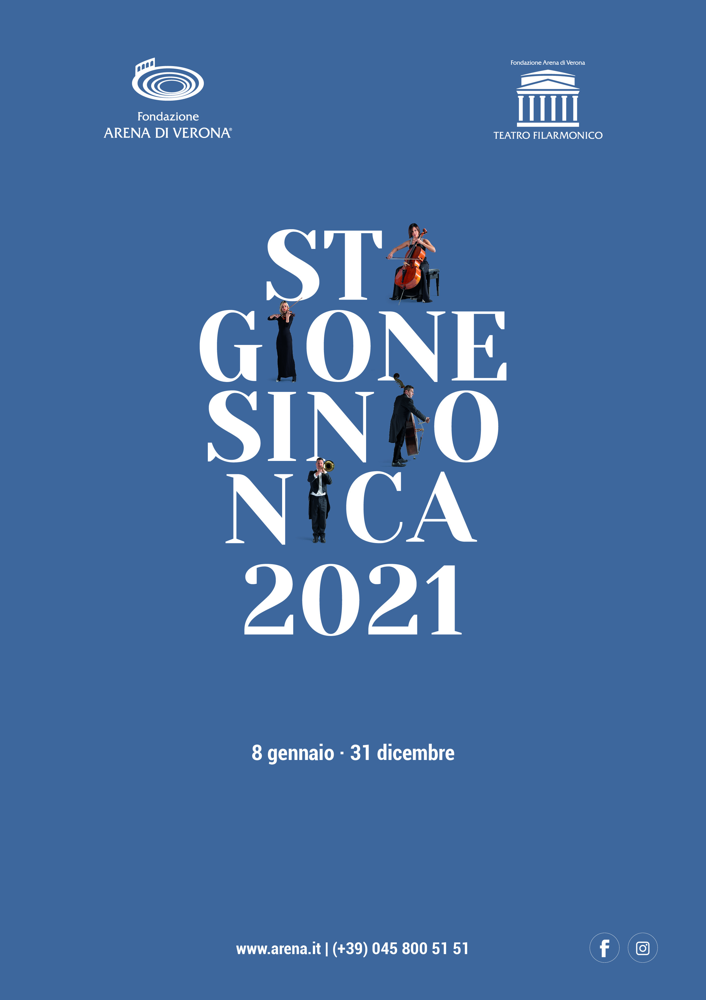 Fondazione
ARENA DI VERONA®
Fondazione Arena di Verona
TEATRO FILARMONICO
ST
G ONE
SIN O
N CA
2021
8 gennaio · 31 dicembre
www.arena.it | (+39) 045 800 51 51